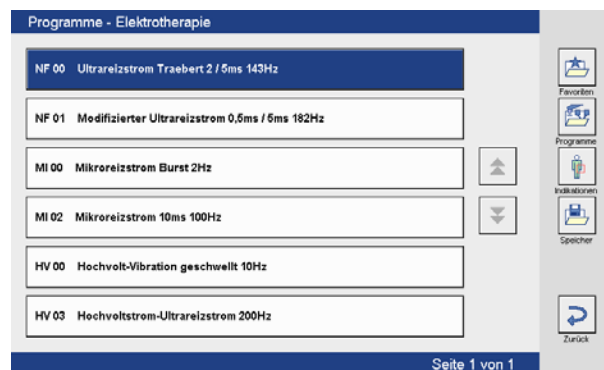 Programme - Elektrotherapie
NF 00 Ultrareizstrom Traebert 2 / 5ms 143Hz
NF 01 Modifizierter Ultrareizstrom 0,5ms / 5ms 182Hz
MI 00 Mikroreizstrom Burst 2Hz
MI 02 Mikroreizstrom 10ms 100Hz
HV 00 Hochvolt-Vibration geschwellt 10Hz
HV 03 Hochvoltstrom-Ultrareizstrom 200Hz
Seite 1 von 1
Favoriten
Programme
Indikationen
Speicher
Zurück